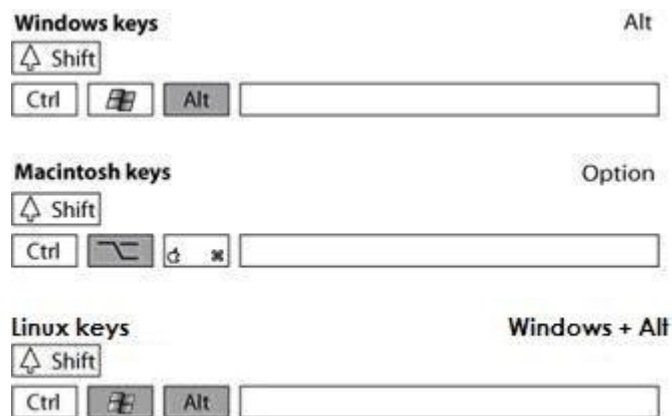 Windows keys Alt
Shift
Ctrl Alt
Macintosh keys Option
Shift
Ctrl ⌥ ⌘
Linux keys Windows + Alt
Shift
Ctrl Alt